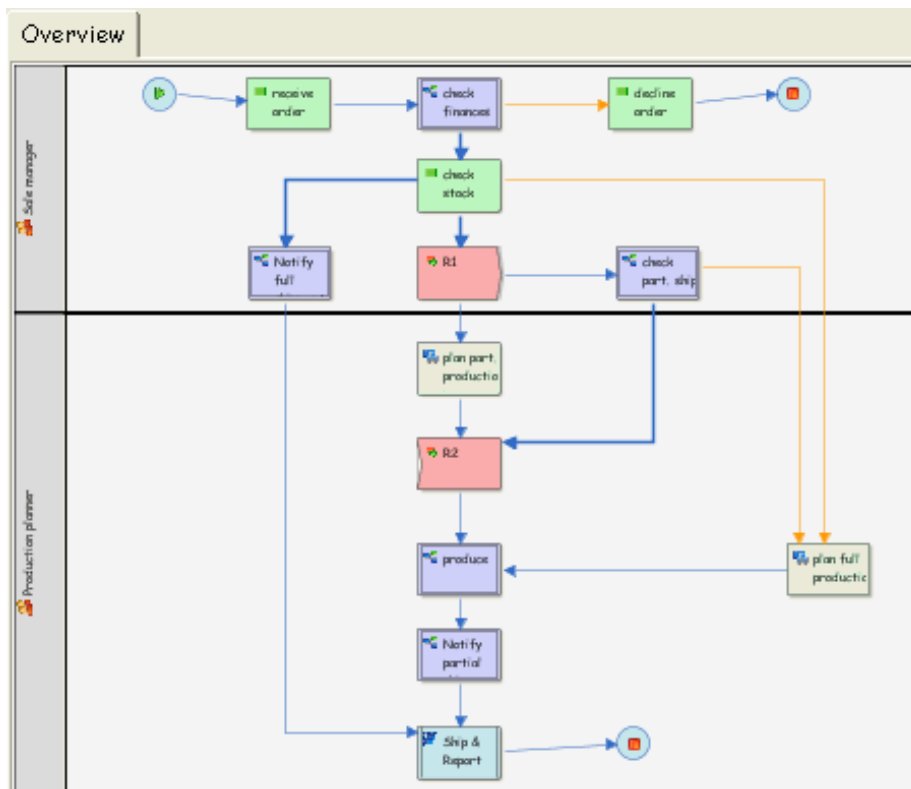 Overview
receive
order
check
finances
decline
order
check
stock
Sale manager
Notify
full
R1
check
part. ship
plan part.
productio
R2
Production planner
produce
plan full
productio
Notify
partial
Ship &
Report